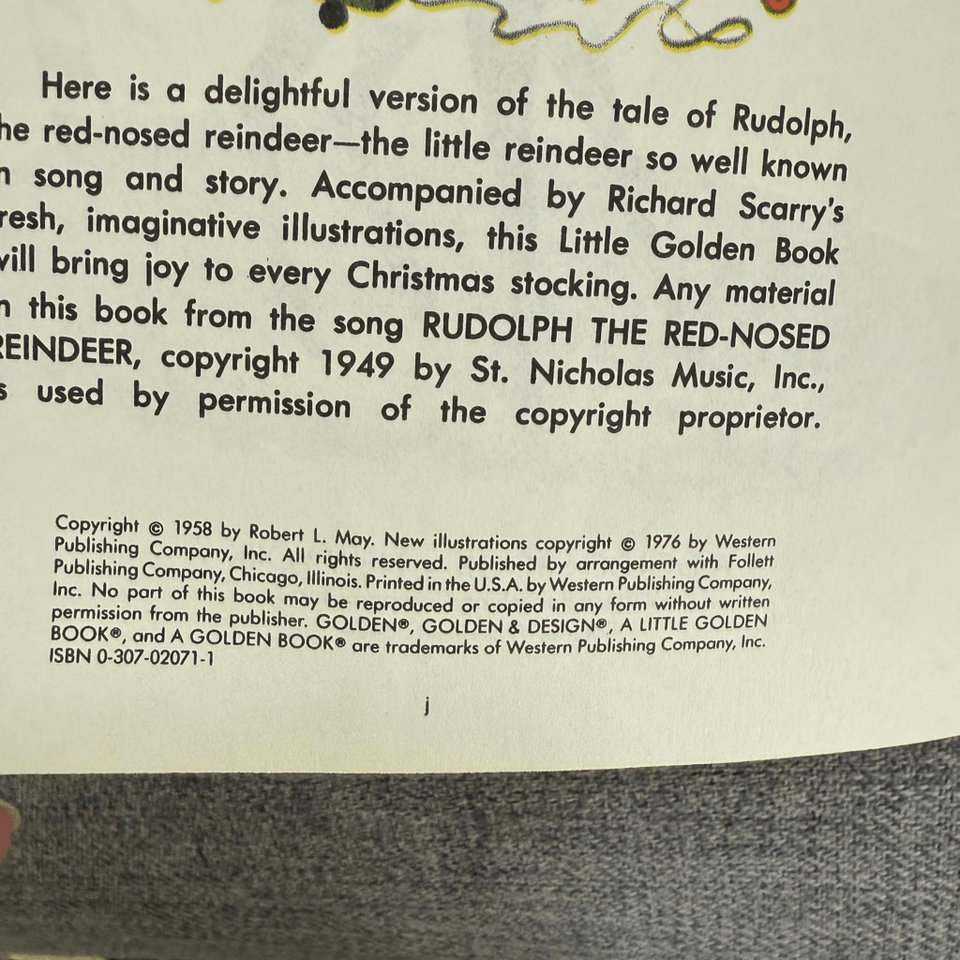 Here is a delightful version of the tale of Rudolph,
he red-nosed reindeer—the little reindeer so well known
n song and story. Accompanied by Richard Scarry's
resh, imaginative illustrations, this Little Golden Book
will bring joy to every Christmas stocking. Any material
n this book from the song RUDOLPH THE RED-NOSED
REINDEER, copyright 1949 by St. Nicholas Music, Inc.,
s used by permission of the copyright proprietor.
Copyright © 1958 by Robert L. May. New illustrations copyright © 1976 by Western
Publishing Company, Inc. All rights reserved. Published by arrangement with Follett
Publishing Company, Chicago, Illinois. Printed in the U.S.A. by Western Publishing Company,
Inc. No part of this book may be reproduced or copied in any form without written
permission from the publisher. GOLDEN®, GOLDEN & DESIGN®, A LITTLE GOLDEN
BOOK®, and A GOLDEN BOOK® are trademarks of Western Publishing Company, Inc.
ISBN 0-307-02071-1
j